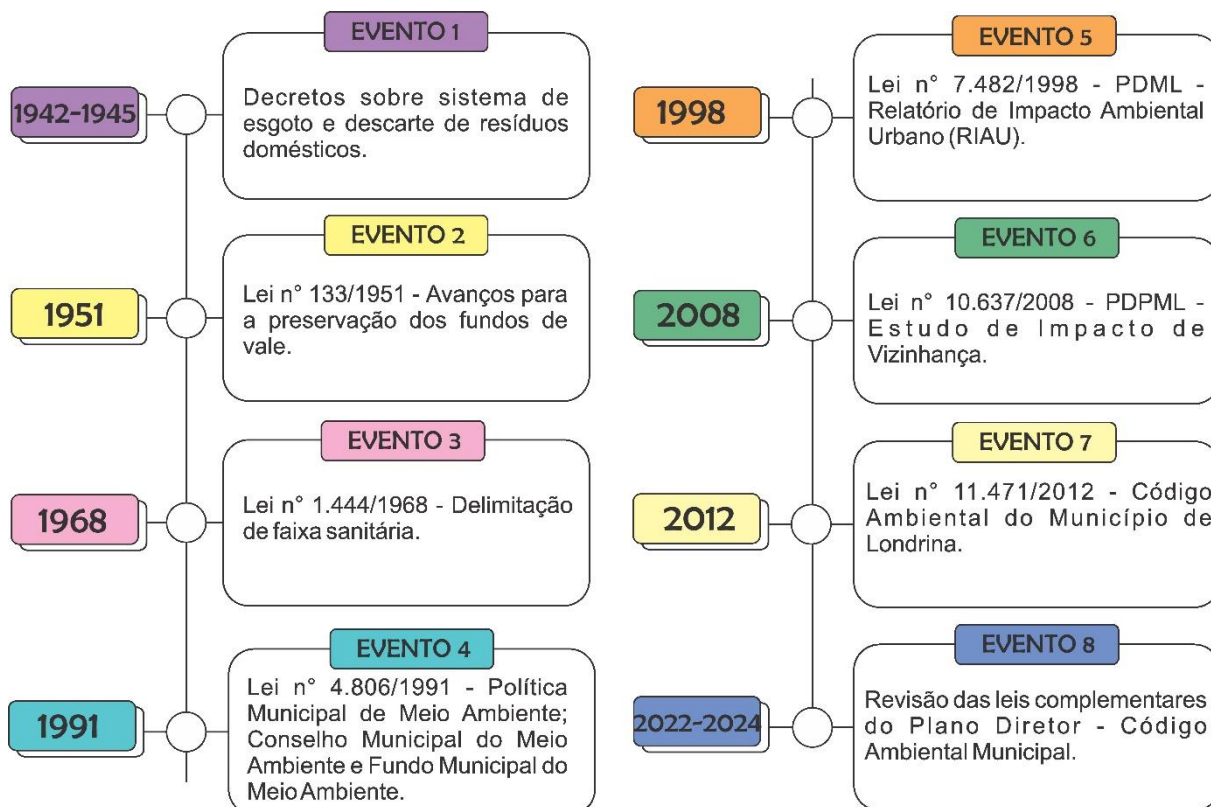 EVENTO 1
1942-1945
Decretos sobre sistema de
esgoto e descarte de resíduos
domésticos.
EVENTO 2
1951
Lei n° 133/1951 - Avanços para
a preservação dos fundos de
vale.
EVENTO 3
1968
Lei n° 1.444/1968 - Delimitação
de faixa sanitária.
EVENTO 4
1991
Lei n° 4.806/1991 - Política
Municipal de Meio Ambiente;
Conselho Municipal do Meio
Ambiente e Fundo Municipal do
Meio Ambiente.
EVENTO 5
1998
Lei n° 7.482/1998 - PDML -
Relatório de Impacto Ambiental
Urbano (RIAU).
EVENTO 6
2008
Lei n° 10.637/2008 - PDPML -
Estudo de Impacto de
Vizinhança.
EVENTO 7
2012
Lei n° 11.471/2012 - Código
Ambiental do Município de
Londrina.
EVENTO 8
2022-2024
Revisão das leis complementares
do Plano Diretor - Código
Ambiental Municipal.